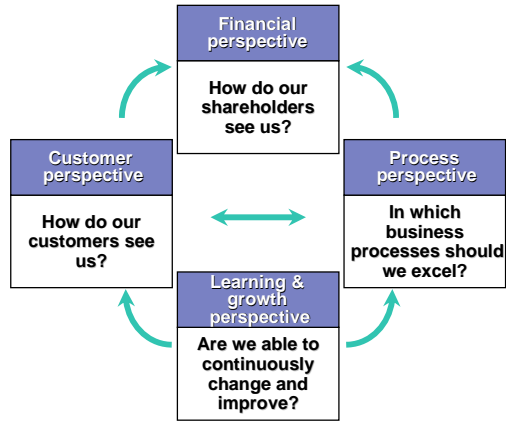 Financial
perspective
How do our
shareholders
see us?
Customer
perspective
How do our
customers see
us?
Process
perspective
In which
business
processes should
we excel?
Learning &
growth
perspective
Are we able to
continuously
change and
improve?